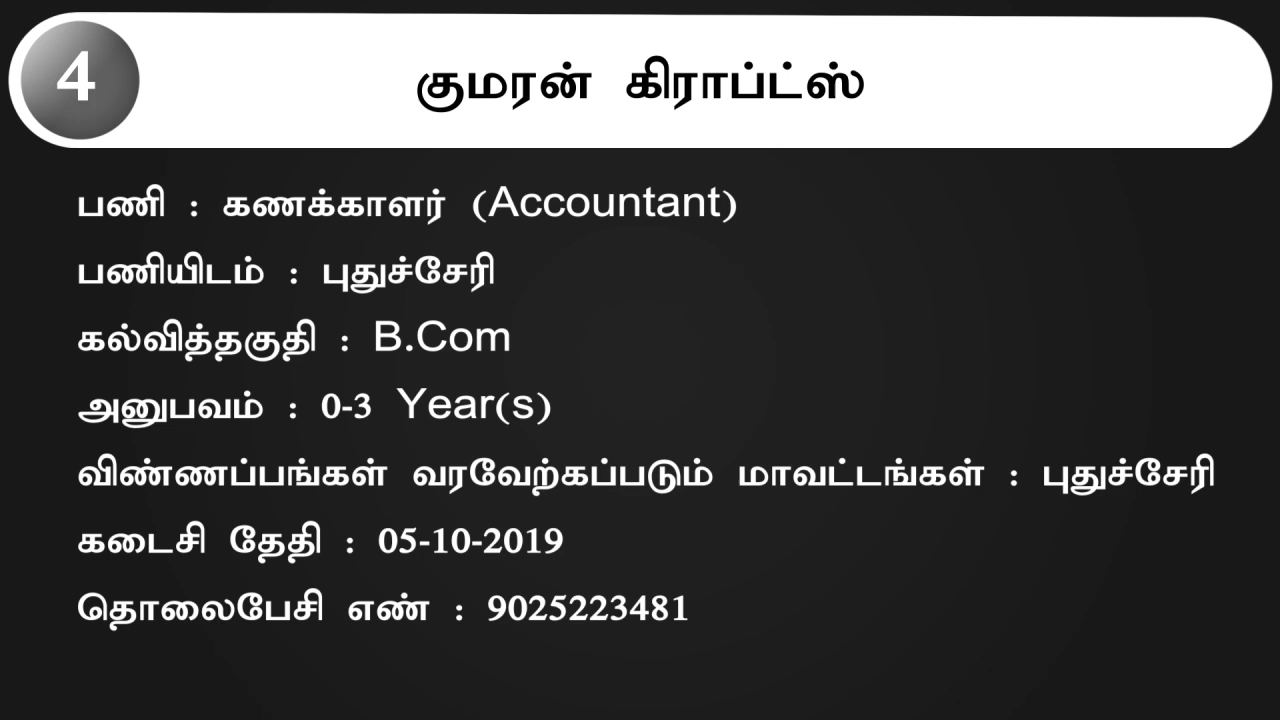 4
குமரன் கிராப்ட்ஸ்
பணி : கணக்காளர் (Accountant)
பணியிடம் : புதுச்சேரி
கல்வித்தகுதி : B.Com
அனுபவம் : 0-3 Year(s)
விண்ணப்பங்கள் வரவேற்கப்படும் மாவட்டங்கள் : புதுச்சேரி
கடைசி தேதி : 05-10-2019
தொலைபேசி எண் : 9025223481